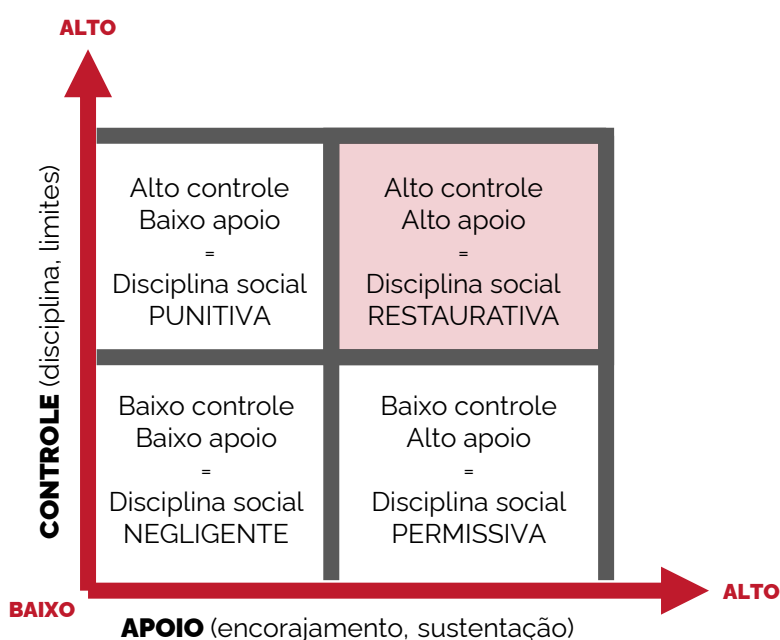 ALTO
CONTROLE (disciplina, limites)
Alto controle
Baixo apoio
=
Disciplina social
PUNITIVA
Alto controle
Alto apoio
=
Disciplina social
RESTAURATIVA
Baixo controle
Baixo apoio
=
Disciplina social
NEGLIGENTE
Baixo controle
Alto apoio
=
Disciplina social
PERMISSIVA
BAIXO
ALTO
APOIO (encorajamento, sustentação)